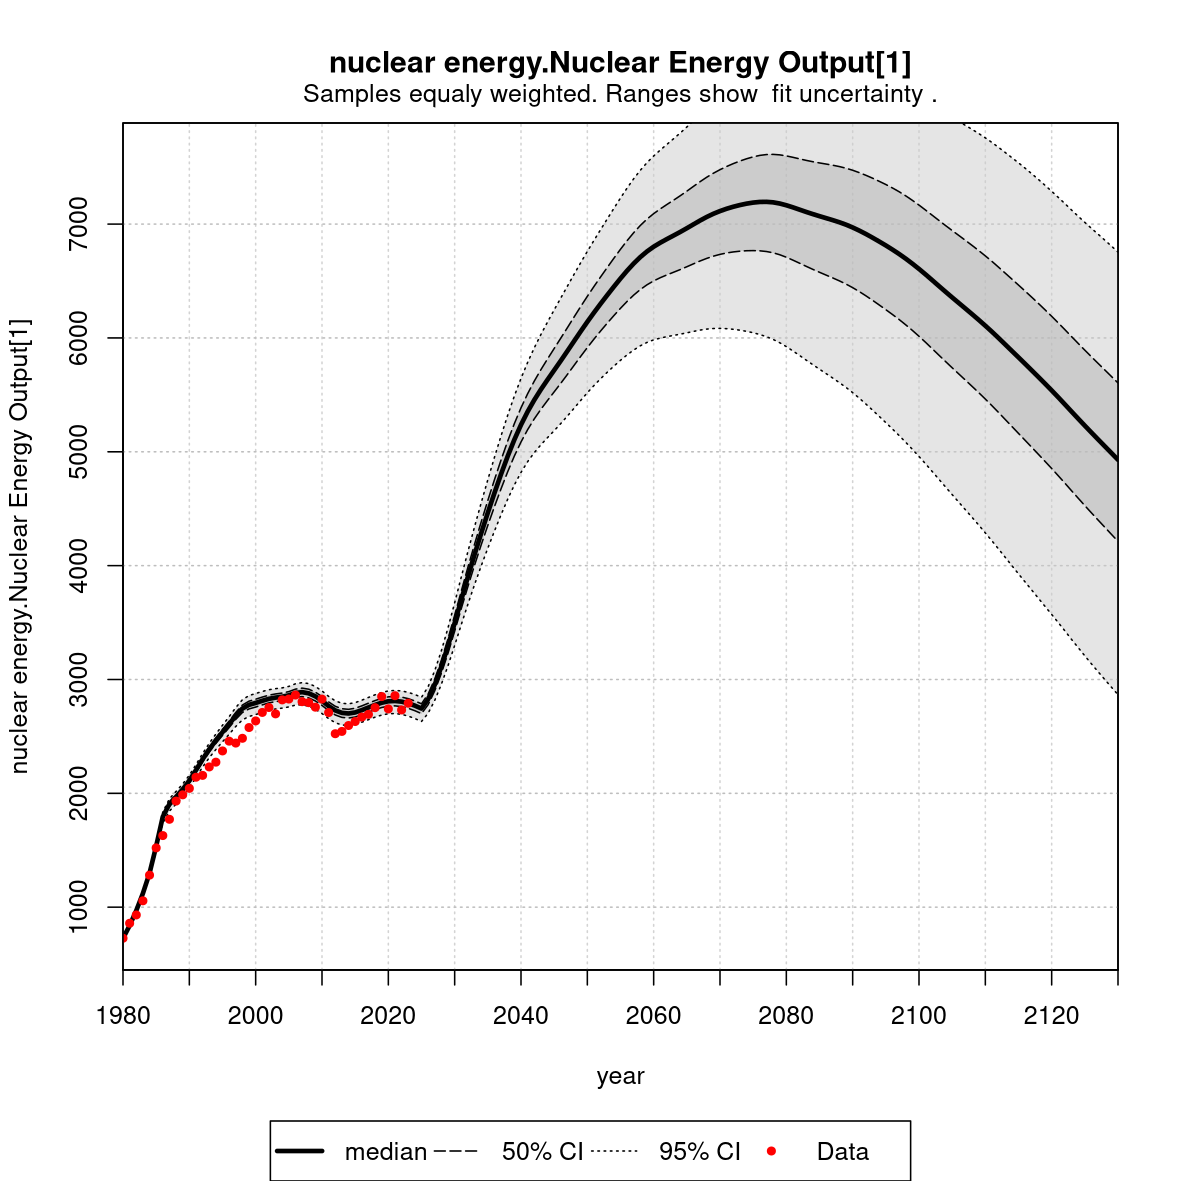 nuclear energy.Nuclear Energy Output[1]
Samples equaly weighted. Ranges show  fit uncertainty .
nuclear energy.Nuclear Energy Output[1]
7000
6000
5000
4000
3000
2000
1000
1980 2000 2020 2040 2060 2080 2100 2120
year
median 50% CI 95% CI Data